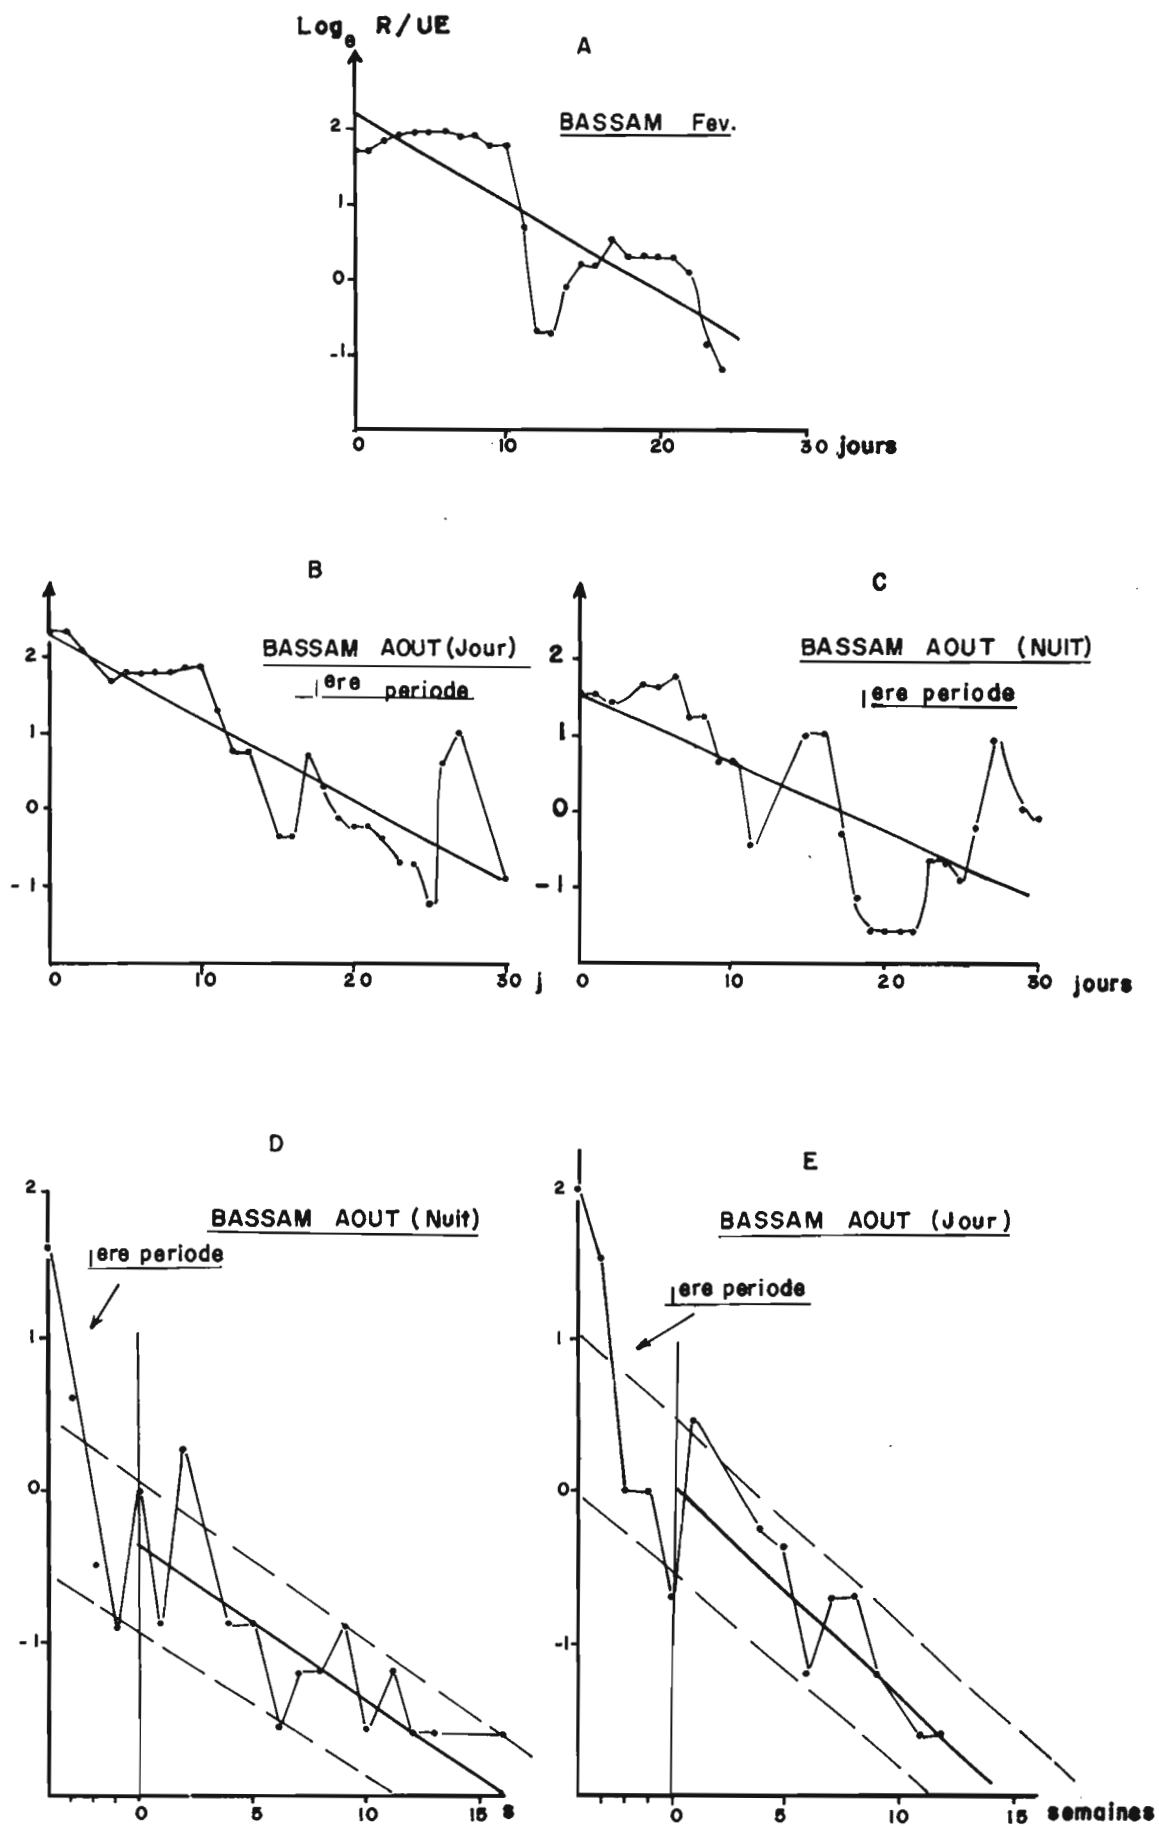 Loge R/UE
A
BASSAM Fev.
2
1
0
-1
0 10 20 30 jours
B
BASSAM AOUT (Jour)
1ere periode
2
1
0
-1
0 10 20 30 j
C
BASSAM AOUT (NUIT)
1ere periode
2
1
0
-1
0 10 20 30 jours
D
BASSAM AOUT (Nuit)
1ere periode
2
1
0
-1
0 5 10 15 s
E
BASSAM AOUT (Jour)
1ere periode
2
1
0
-1
0 5 10 15 semaines